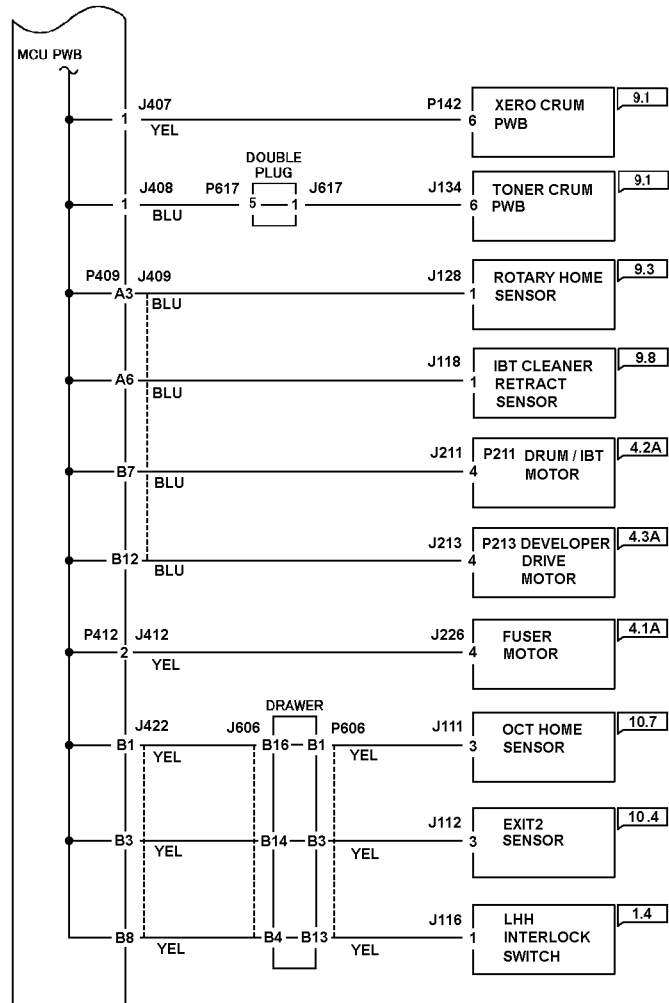 MCU PWB
J407 P142 9.1
1 YEL 6 XERO CRUM
PWB
DOUBLE
PLUG
J408 P617 J617 J134 9.1
1 BLU 5 1 6 TONER CRUM
PWB
P409 J409 J128 9.3
A3 BLU 1 ROTARY HOME
SENSOR
J118 9.8
A6 BLU 1 IBT CLEANER
RETRACT
SENSOR
J211 P211 DRUM / IBT 4.2A
B7 BLU 4 MOTOR
J213 P213 DEVELOPER 4.3A
B12 BLU 4 DRIVE
MOTOR
P412 J412 J226 4.1A
2 YEL 4 FUSER
MOTOR
DRAWER
J422 J606 P606 J111 10.7
B1 YEL B16 B1 YEL 3 OCT HOME
SENSOR
J112 10.4
B3 YEL B14 B3 YEL 3 EXIT2
SENSOR
J116 1.4
B8 YEL B4 B13 YEL 1 LHH
INTERLOCK
SWITCH